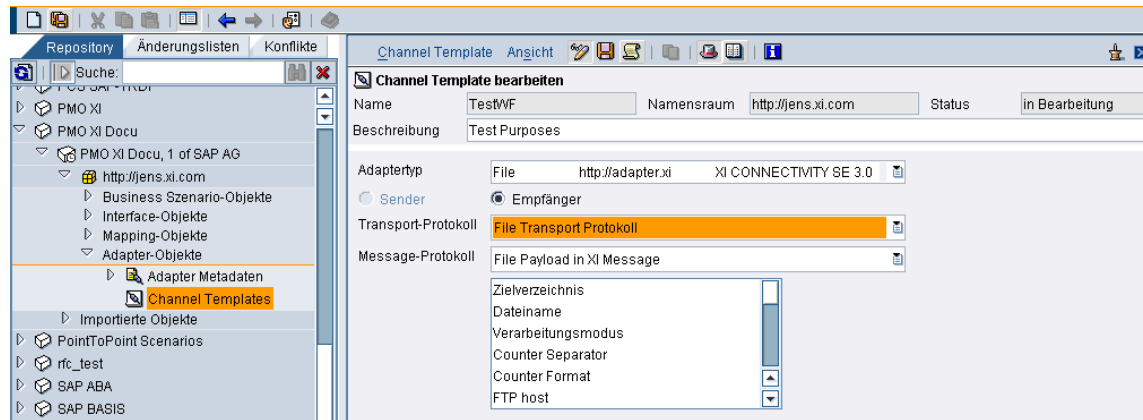 Repository Änderungslisten Konflikte
Suche:
PMO XI
PMO XI Docu
PMO XI Docu, 1 of SAP AG
http://jens.xi.com
Business Szenario-Objekte
Interface-Objekte
Mapping-Objekte
Adapter-Objekte
Adapter Metadaten
Channel Templates
Importierte Objekte
PointToPoint Scenarios
rfc_test
SAP ABA
SAP BASIS
Channel Template Ansicht
Channel Template bearbeiten
Name TestWF Namensraum http://jens.xi.com Status in Bearbeitung
Beschreibung Test Purposes
Adaptertyp File http://adapter.xi XI CONNECTIVITY SE 3.0
Sender Empfänger
Transport-Protokoll File Transport Protokoll
Message-Protokoll File Payload in XI Message
Zielverzeichnis
Dateiname
Verarbeitungsmodus
Counter Separator
Counter Format
FTP host